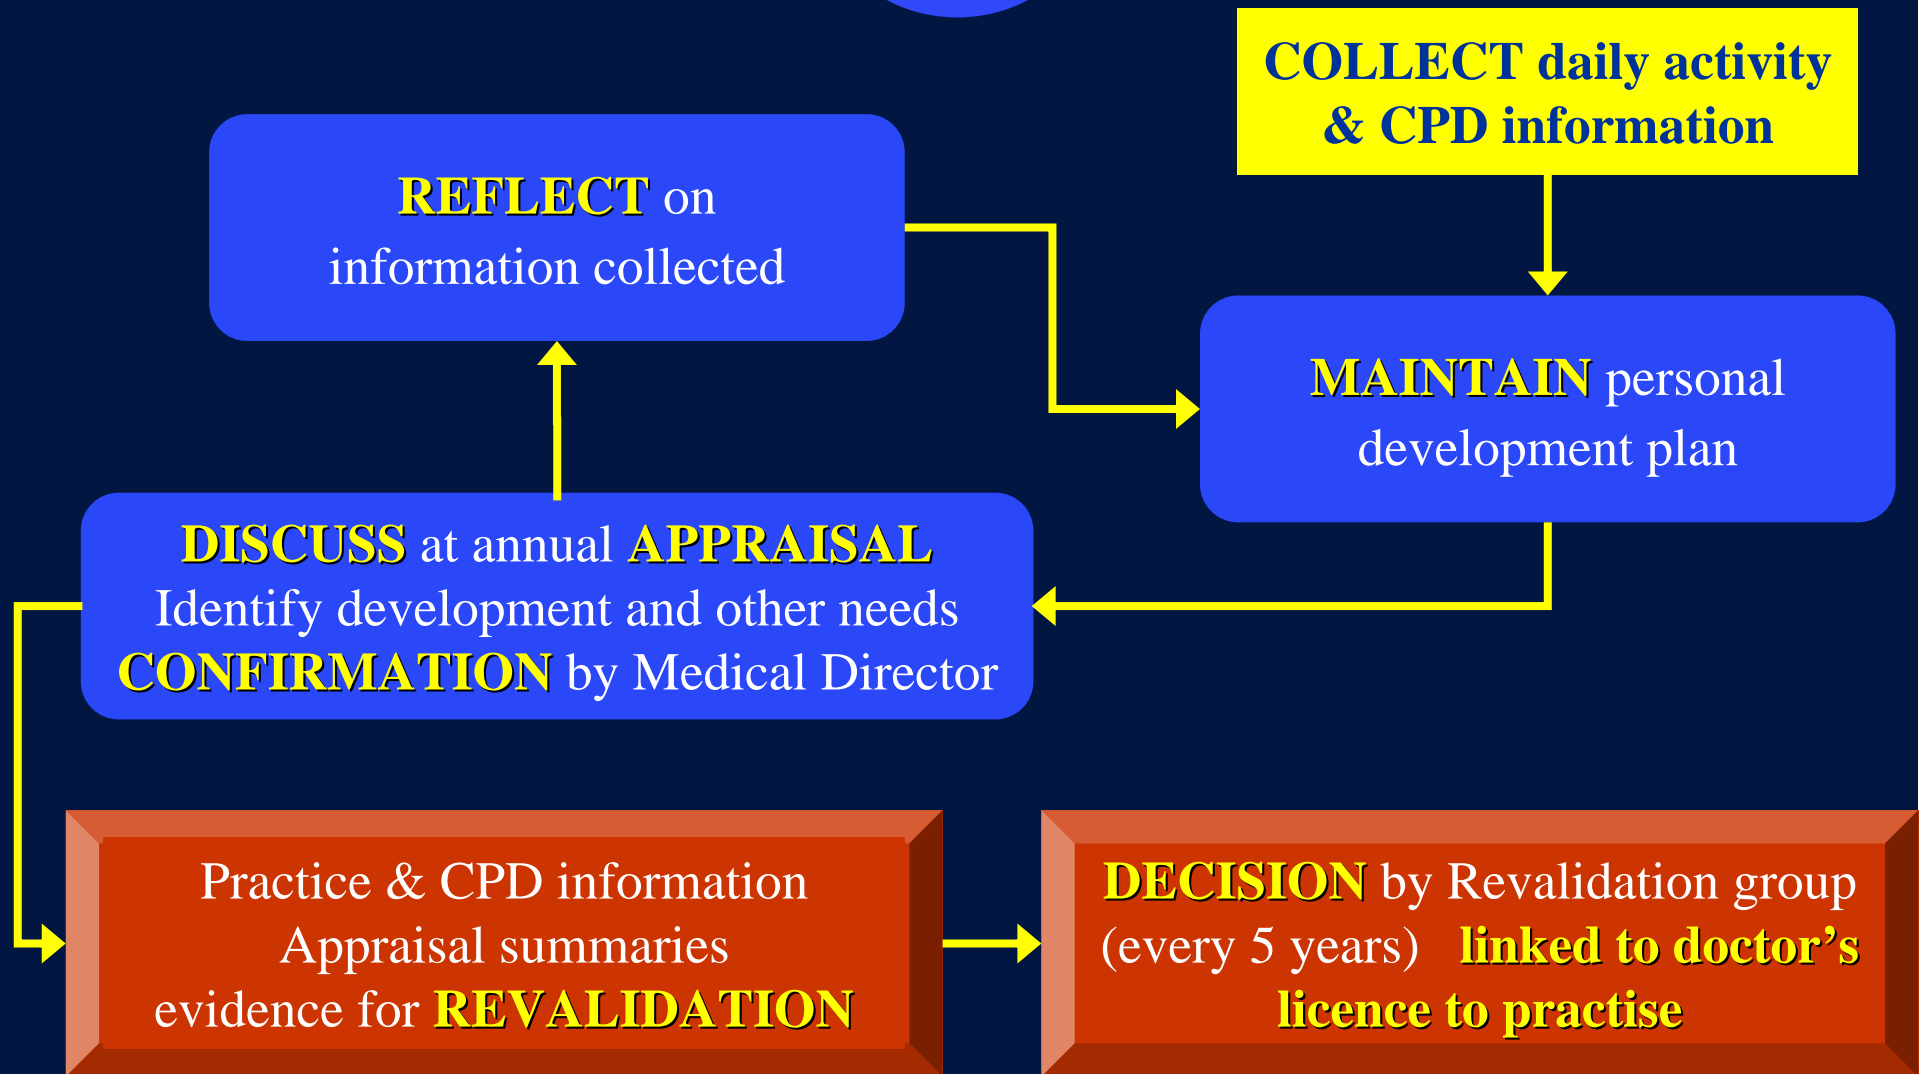 COLLECT daily activity
& CPD information
REFLECT on
information collected
MAINTAIN personal
development plan
DISCUSS at annual APPRAISAL
Identify development and other needs
CONFIRMATION by Medical Director
Practice & CPD information
Appraisal summaries
evidence for REVALIDATION
DECISION by Revalidation group
(every 5 years) linked to doctor’s
licence to practise